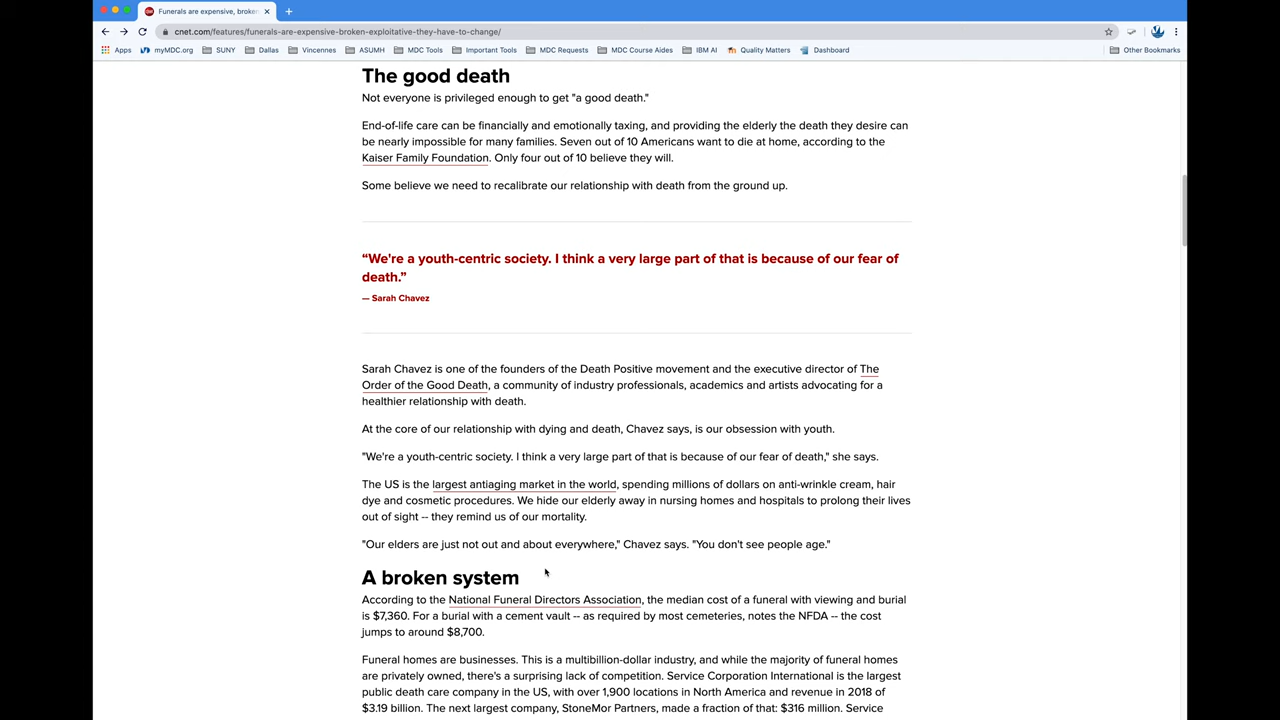 Funerals are expensive, broke
cnet.com/features/funerals-are-expensive-broken-exploitative-they-have-to-change/
Apps myMDC.org SUNY Dallas Vincennes ASUMH MDC Tools Important Tools MDC Requests MDC Course Aides IBM AI Quality Matters Dashboard Other Bookmarks
The good death
Not everyone is privileged enough to get "a good death."
End-of-life care can be financially and emotionally taxing, and providing the elderly the death they desire can
be nearly impossible for many families. Seven out of 10 Americans want to die at home, according to the
Kaiser Family Foundation. Only four out of 10 believe they will.
Some believe we need to recalibrate our relationship with death from the ground up.
“We're a youth-centric society. I think a very large part of that is because of our fear of
death.”
— Sarah Chavez
Sarah Chavez is one of the founders of the Death Positive movement and the executive director of The
Order of the Good Death, a community of industry professionals, academics and artists advocating for a
healthier relationship with death.
At the core of our relationship with dying and death, Chavez says, is our obsession with youth.
"We're a youth-centric society. I think a very large part of that is because of our fear of death," she says.
The US is the largest antiaging market in the world, spending millions of dollars on anti-wrinkle cream, hair
dye and cosmetic procedures. We hide our elderly away in nursing homes and hospitals to prolong their lives
out of sight -- they remind us of our mortality.
"Our elders are just not out and about everywhere," Chavez says. "You don't see people age."
A broken system
According to the National Funeral Directors Association, the median cost of a funeral with viewing and burial
is $7,360. For a burial with a cement vault -- as required by most cemeteries, notes the NFDA -- the cost
jumps to around $8,700.
Funeral homes are businesses. This is a multibillion-dollar industry, and while the majority of funeral homes
are privately owned, there's a surprising lack of competition. Service Corporation International is the largest
public death care company in the US, with over 1,900 locations in North America and revenue in 2018 of
$3.19 billion. The next largest company, StoneMor Partners, made a fraction of that: $316 million. Service